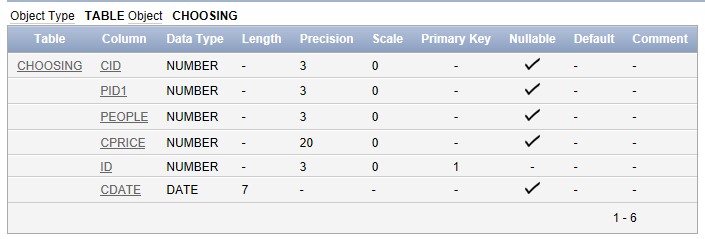 Object Type TABLE Object CHOOSING
Table Column Data Type Length Precision Scale Primary Key Nullable Default Comment
CHOOSING CID NUMBER - 3 0 - ✓ - -
PID1 NUMBER - 3 0 - ✓ - -
PEOPLE NUMBER - 3 0 - ✓ - -
CPRICE NUMBER - 20 0 - ✓ - -
ID NUMBER - 3 0 1 - - -
CDATE DATE 7 - - - ✓ - -
1 - 6